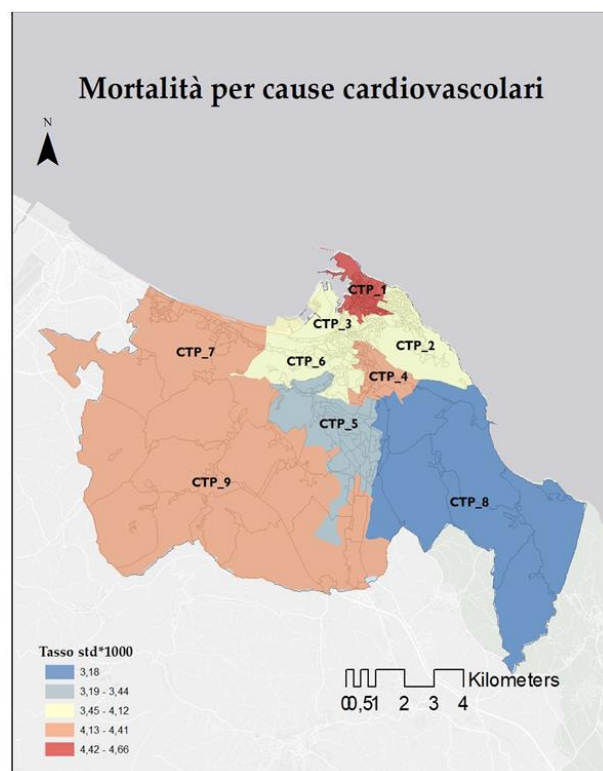 Mortalità per cause cardiovascolari
N
CTP_1
CTP_3
CTP_2
CTP_7
CTP_6
CTP_4
CTP_5
CTP_9
CTP_8
Tasso std*1000
3,18
3,19 - 3,44
3,45 - 4,12
4,13 - 4,41
4,42 - 4,66
Kilometers
00,51 2 3 4